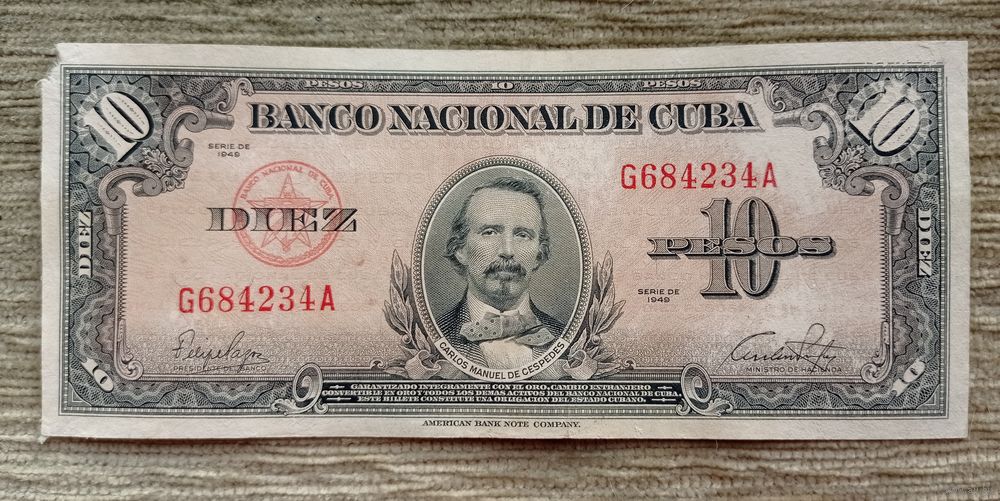 PESOS 10 PESOS
10 10
BANCO NACIONAL DE CUBA
SERIE DE
1949
BANCO NACIONAL DE CUBA
G684234A
DIEZ
10
PESOS
DIEZ
DIEZ
G684234A
SERIE DE
1949
Felipe Pazos
PRESIDENTE DEL BANCO
MINISTRO DE HACIENDA
CARLOS MANUEL DE CESPEDES
10 10
GARANTIZADO INTEGRAMENTE CON EL ORO, CAMBIO EXTRANJERO
CONVERTIBLE EN ORO Y TODOS LOS DEMAS ACTIVOS DEL BANCO NACIONAL DE CUBA.
ESTE BILLETE CONSTITUYE UNA OBLIGACION DEL ESTADO CUBANO.
AMERICAN BANK NOTE COMPANY.